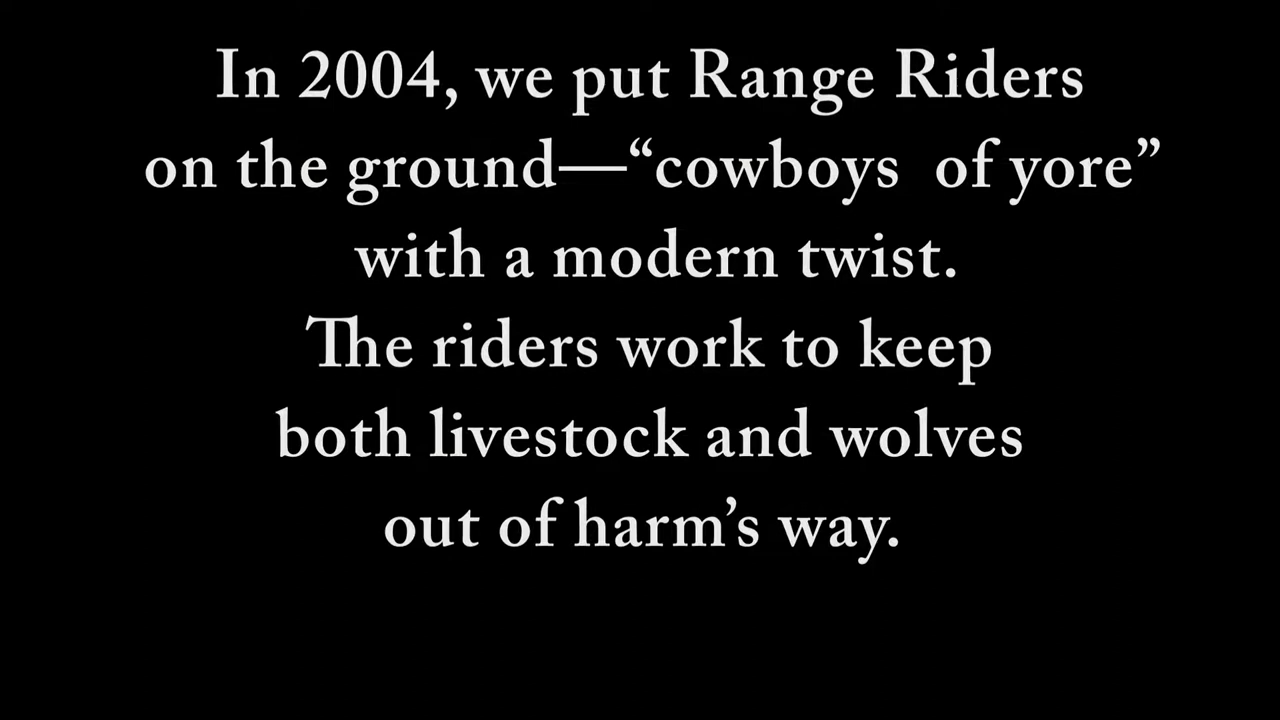 In 2004, we put Range Riders
on the ground—“cowboys  of yore”
with a modern twist.
The riders work to keep
both livestock and wolves
out of harm’s way.